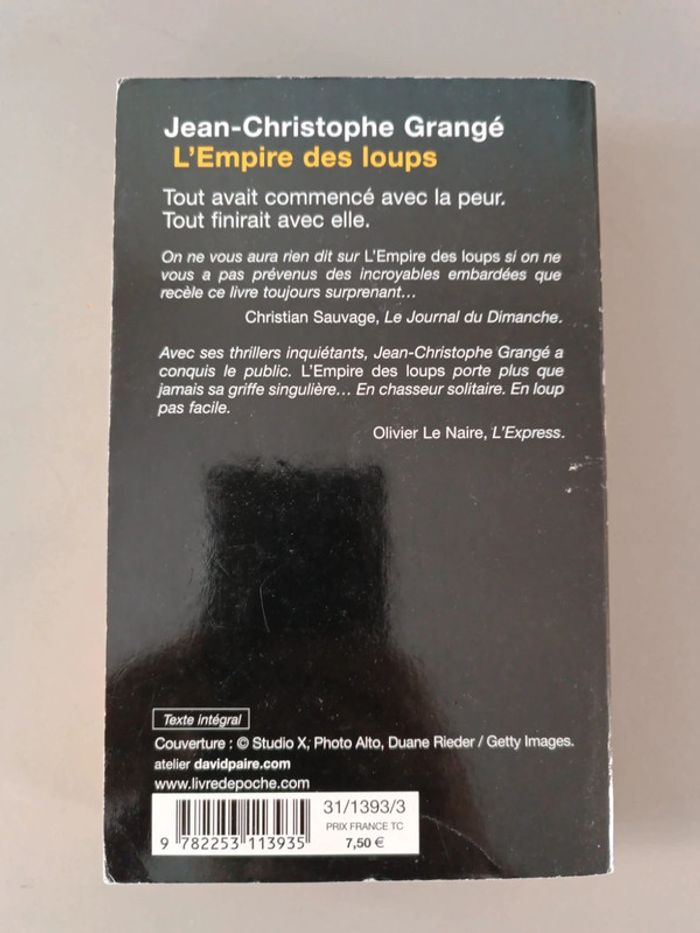 Jean-Christophe Grangé
L'Empire des loups
Tout avait commencé avec la peur.
Tout finirait avec elle.
On ne vous aura rien dit sur L'Empire des loups si on ne
vous a pas prévenus des incroyables embardées que
recèle ce livre toujours surprenant...
Christian Sauvage, Le Journal du Dimanche.
Avec ses thrillers inquiétants, Jean-Christophe Grangé a
conquis le public. L'Empire des loups porte plus que
jamais sa griffe singulière... En chasseur solitaire. En loup
pas facile.
Olivier Le Naire, L'Express.
Texte intégral
Couverture : © Studio X, Photo Alto, Duane Rieder / Getty Images.
atelier davidpaire.com
www.livredepoche.com
31/1393/3
PRIX FRANCE TC
7,50 €
9 782253 113935